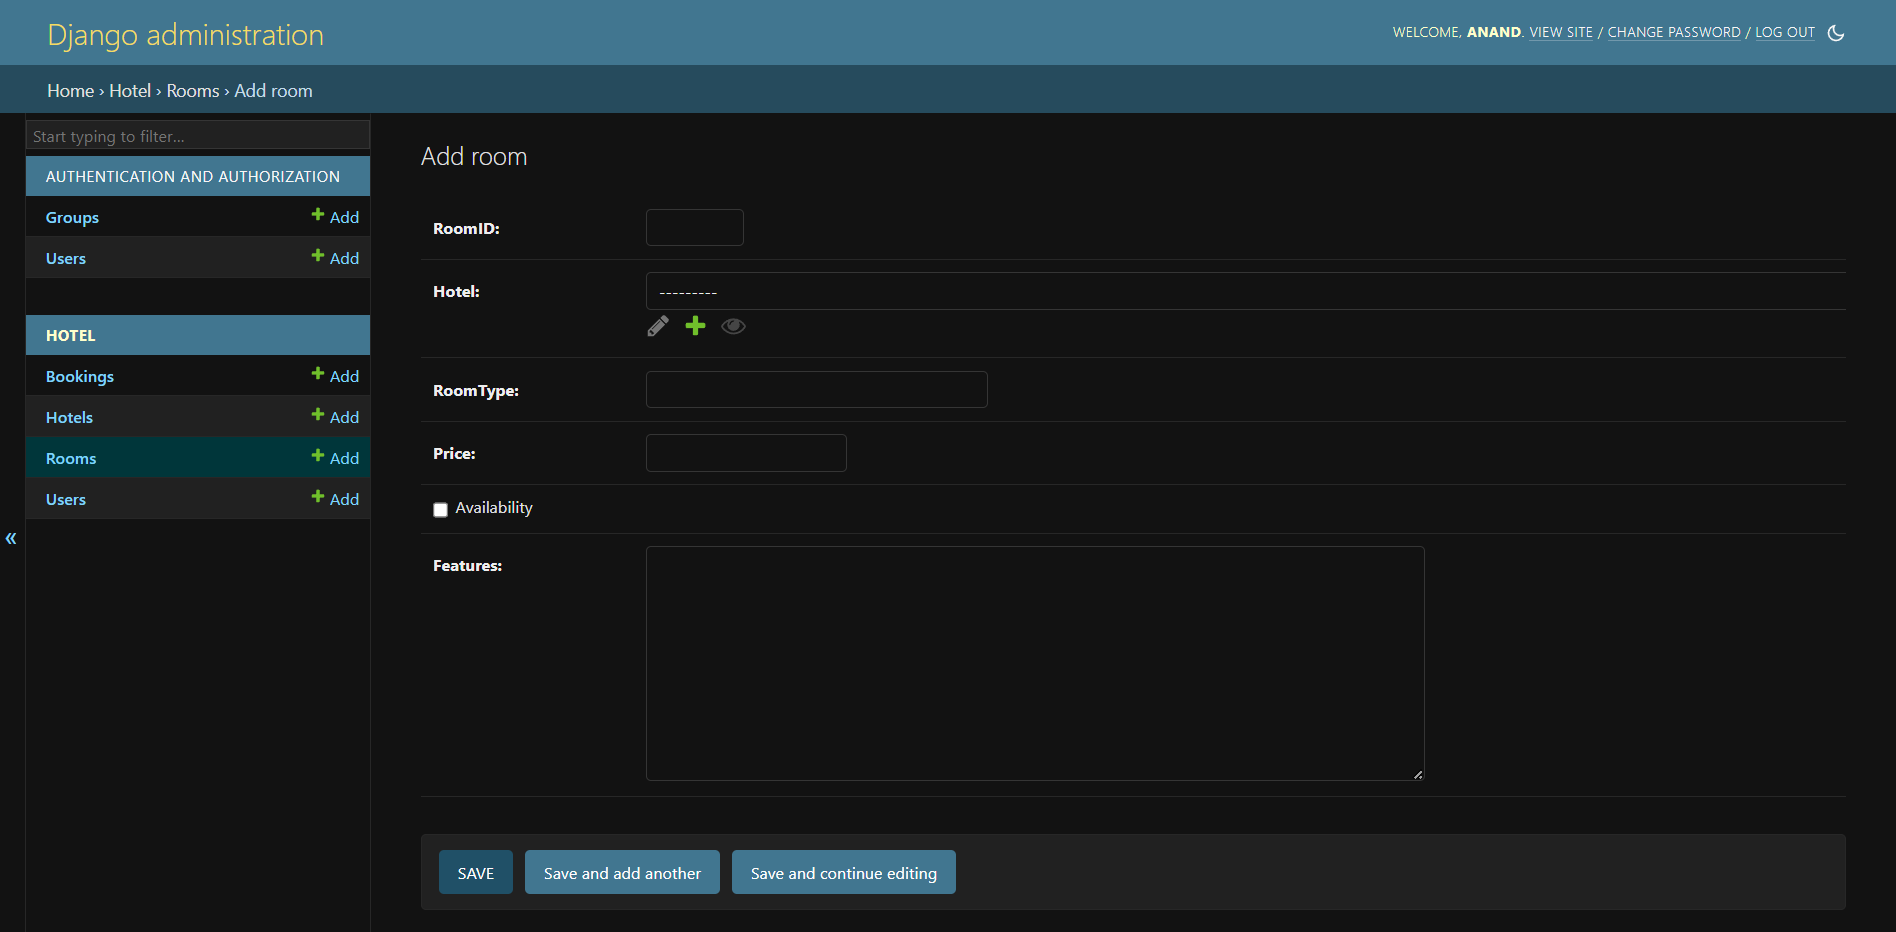 Django administration
WELCOME, ANAND. VIEW SITE / CHANGE PASSWORD / LOG OUT
Home › Hotel › Rooms › Add room
Start typing to filter...
AUTHENTICATION AND AUTHORIZATION
Groups Add
Users Add
HOTEL
Bookings Add
Hotels Add
Rooms Add
Users Add
«
Add room
RoomID:
Hotel:
---------
RoomType:
Price:
Availability
Features:
SAVE
Save and add another
Save and continue editing